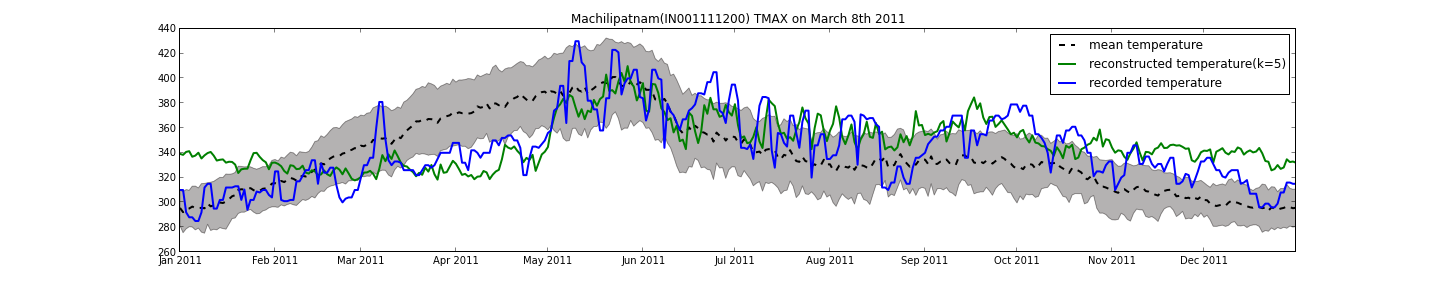 Machilipatnam(IN001111200) TMAX on March 8th 2011
440
420
400
380
360
340
320
300
280
260
mean temperature
reconstructed temperature(k=5)
recorded temperature
Jan 2011 Feb 2011 Mar 2011 Apr 2011 May 2011 Jun 2011 Jul 2011 Aug 2011 Sep 2011 Oct 2011 Nov 2011 Dec 2011